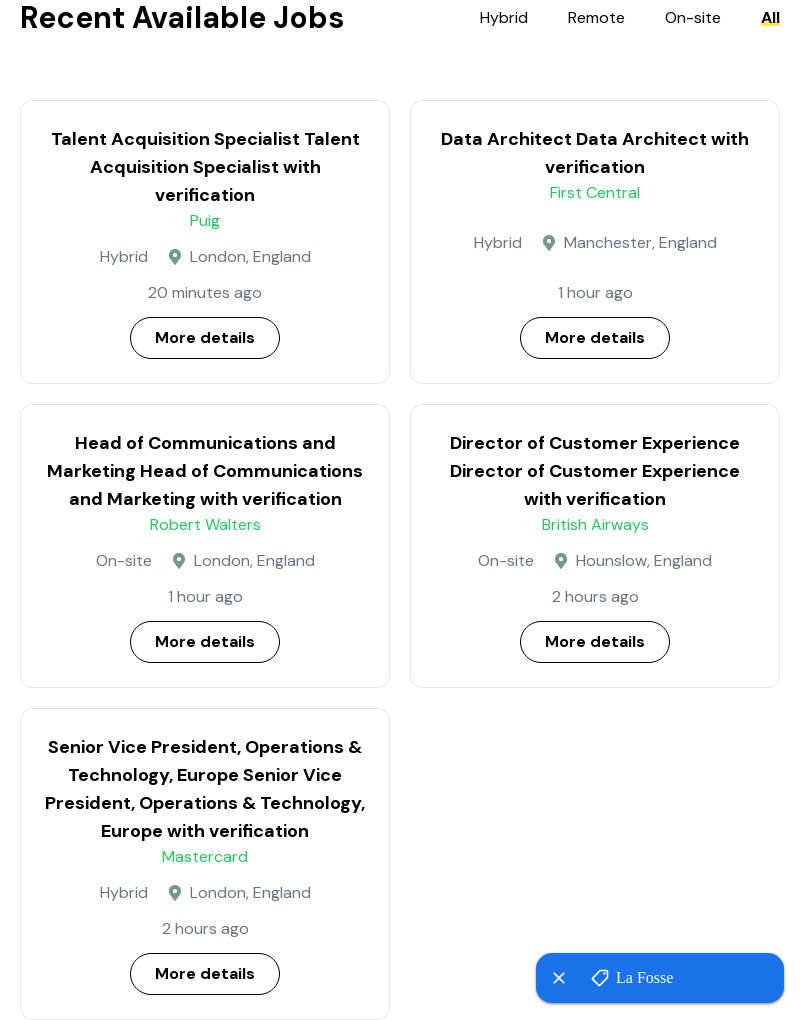 Recent Available Jobs
Hybrid Remote On-site All
Talent Acquisition Specialist Talent
Acquisition Specialist with
verification
Puig
Hybrid London, England
20 minutes ago
More details
Data Architect Data Architect with
verification
First Central
Hybrid Manchester, England
1 hour ago
More details
Head of Communications and
Marketing Head of Communications
and Marketing with verification
Robert Walters
On-site London, England
1 hour ago
More details
Director of Customer Experience
Director of Customer Experience
with verification
British Airways
On-site Hounslow, England
2 hours ago
More details
Senior Vice President, Operations &
Technology, Europe Senior Vice
President, Operations & Technology,
Europe with verification
Mastercard
Hybrid London, England
2 hours ago
More details
La Fosse